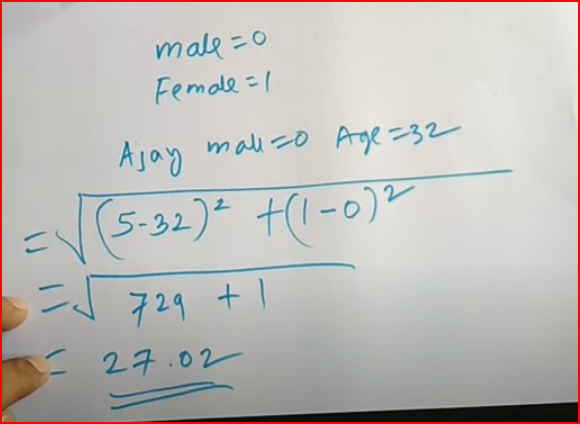 male = 0
Female = 1
Ajay male = 0 Age = 32
= √(5-32)² + (1-0)²
= √729 + 1
= 27.02